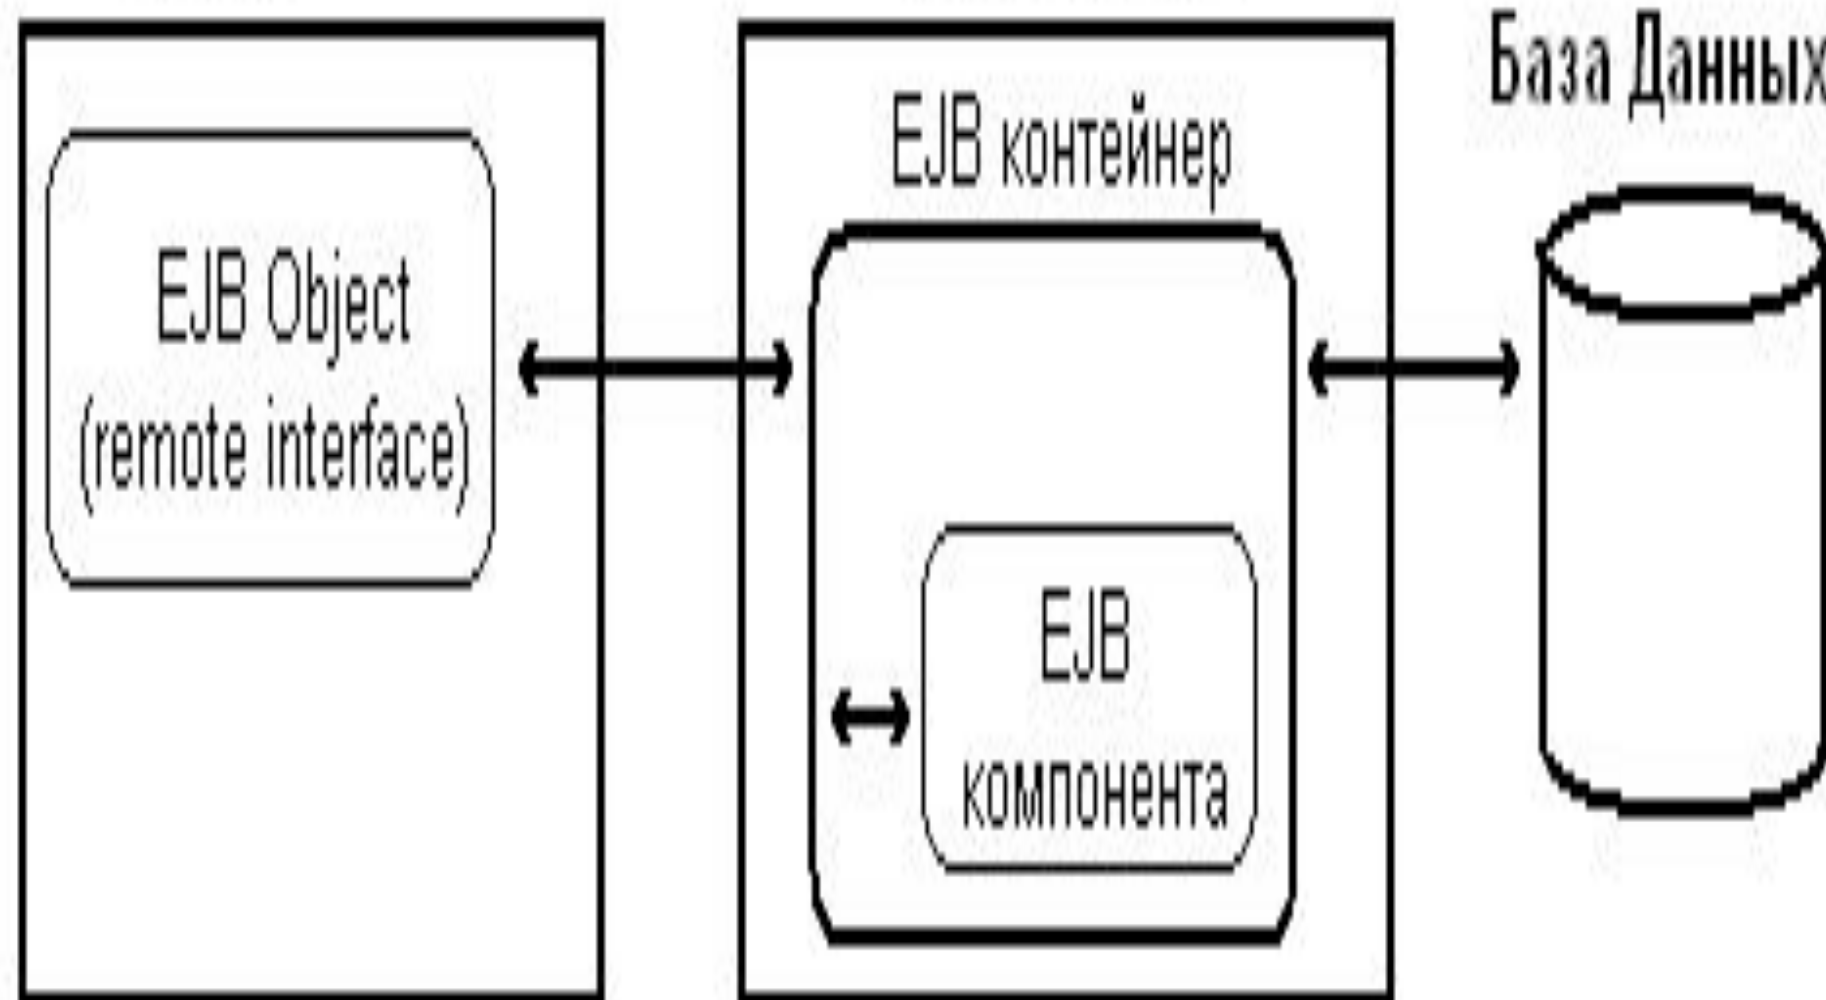 EJB Object
(remote interface)
EJB контейнер
EJB
компонента
База Данных